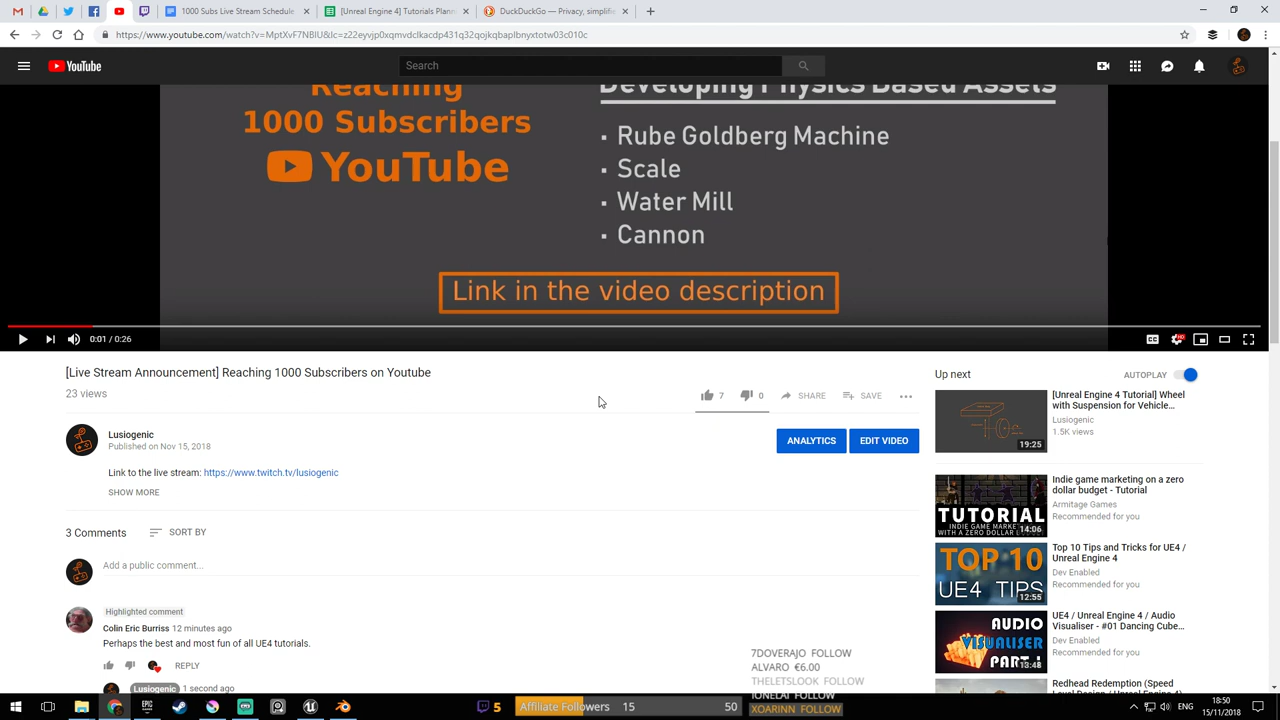 1000 Subs Live Stream Schedule
[Unreal Engine 4] Tutorials Plann
DuckDuckGo — Privacy, simplifie
https://www.youtube.com/watch?v=MptXvF7NBIU&lc=z22eyvjp0xqmvdclkacdp431q32qojkqbaplbnyxtotw03c010c
YouTube
Search
Reaching
1000 Subscribers
YouTube
Developing Physics Based Assets
▪ Rube Goldberg Machine
▪ Scale
▪ Water Mill
▪ Cannon
Link in the video description
0:01 / 0:26
[Live Stream Announcement] Reaching 1000 Subscribers on Youtube
23 views
7
0
SHARE
SAVE
Lusiogenic
Published on Nov 15, 2018
ANALYTICS
EDIT VIDEO
Link to the live stream: https://www.twitch.tv/lusiogenic
SHOW MORE
3 Comments
SORT BY
Add a public comment...
Highlighted comment
Colin Eric Burriss 12 minutes ago
Perhaps the best and most fun of all UE4 tutorials.
REPLY
Lusiogenic 1 second ago
Up next
AUTOPLAY
[Unreal Engine 4 Tutorial] Wheel
with Suspension for Vehicle...
Lusiogenic
1.5K views
19:25
TUTORIAL
INDIE GAME MARKET
WITH A ZERO DOLLAR BUDGET
14:06
Indie game marketing on a zero
dollar budget - Tutorial
Armitage Games
Recommended for you
TOP 10
UE4 TIPS
12:55
Top 10 Tips and Tricks for UE4 /
Unreal Engine 4
Dev Enabled
Recommended for you
AUDIO
VISUALISER
PART I
13:48
UE4 / Unreal Engine 4 / Audio
Visualiser - #01 Dancing Cube...
Dev Enabled
Recommended for you
Redhead Redemption (Speed
7DOVERAJO FOLLOW
ALVARO €6.00
THELETSLOOK FOLLOW
IONELAI FOLLOW
XOARINN FOLLOW
5
Affiliate Followers 15 50
ENG
18:50
15/11/2018